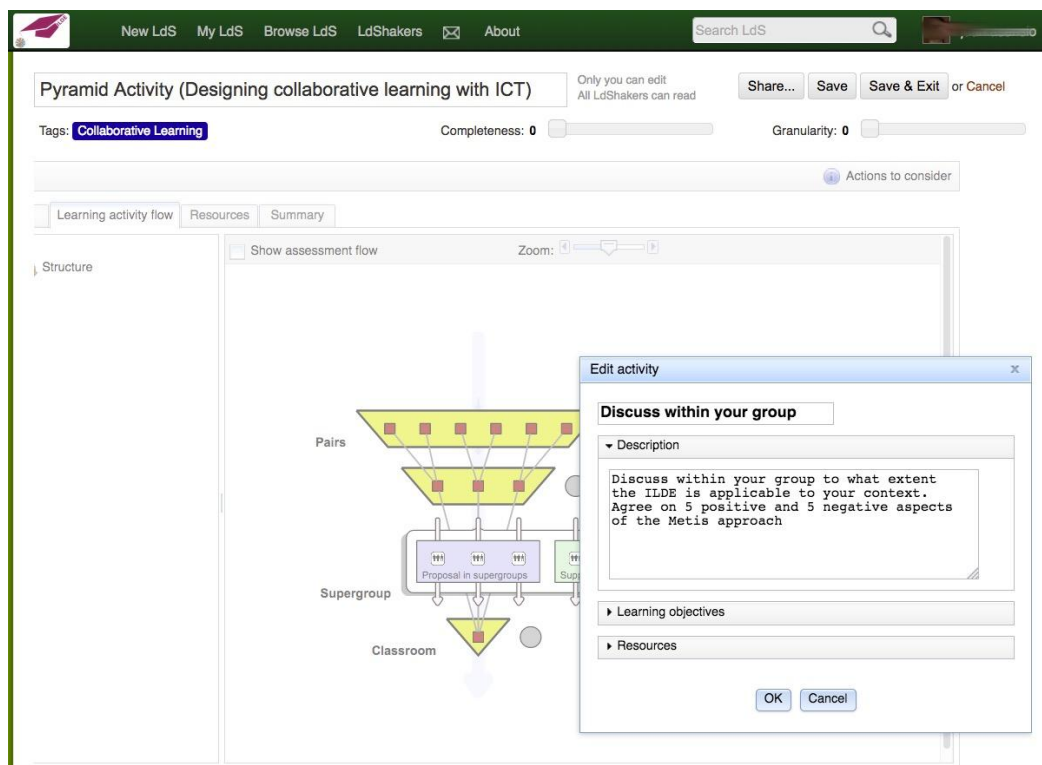 New LdS My LdS Browse LdS LdShakers About Search LdS
Pyramid Activity (Designing collaborative learning with ICT)
Only you can edit
All LdShakers can read
Share... Save Save & Exit or Cancel
Tags: Collaborative Learning Completeness: 0 Granularity: 0
Actions to consider
Learning activity flow Resources Summary
Show assessment flow Zoom:
Structure
Edit activity x
Discuss within your group
Description
Discuss within your group to what extent
the ILDE is applicable to your context.
Agree on 5 positive and 5 negative aspects
of the Metis approach
Learning objectives
Resources
OK Cancel
Pairs
Proposal in supergroups Supp
Supergroup
Classroom